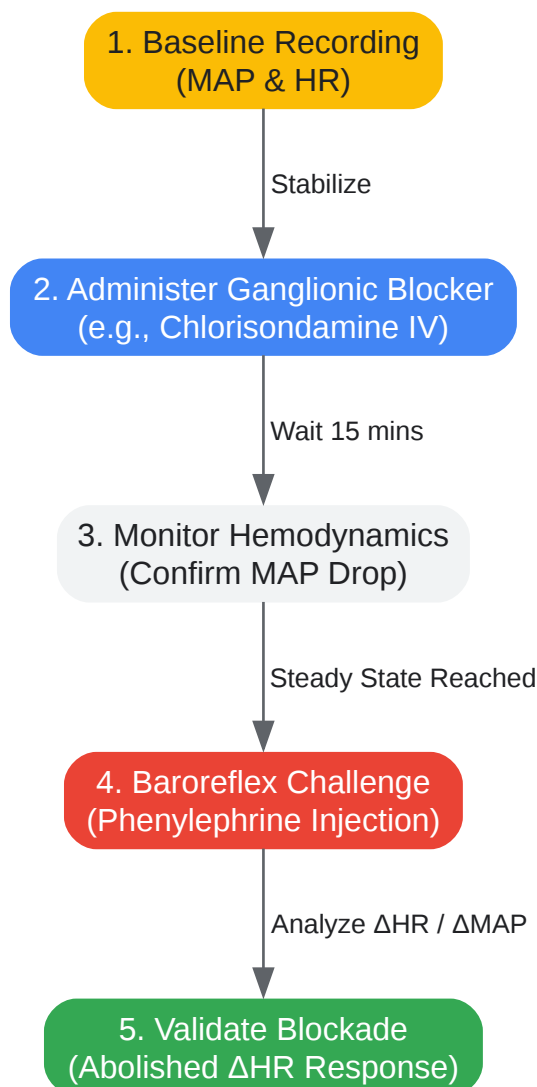 1. Baseline Recording
(MAP & HR)
Stabilize
2. Administer Ganglionic Blocker
(e.g., Chlorisondamine IV)
Wait 15 mins
3. Monitor Hemodynamics
(Confirm MAP Drop)
Steady State Reached
4. Baroreflex Challenge
(Phenylephrine Injection)
Analyze ΔHR / ΔMAP
5. Validate Blockade
(Abolished ΔHR Response)